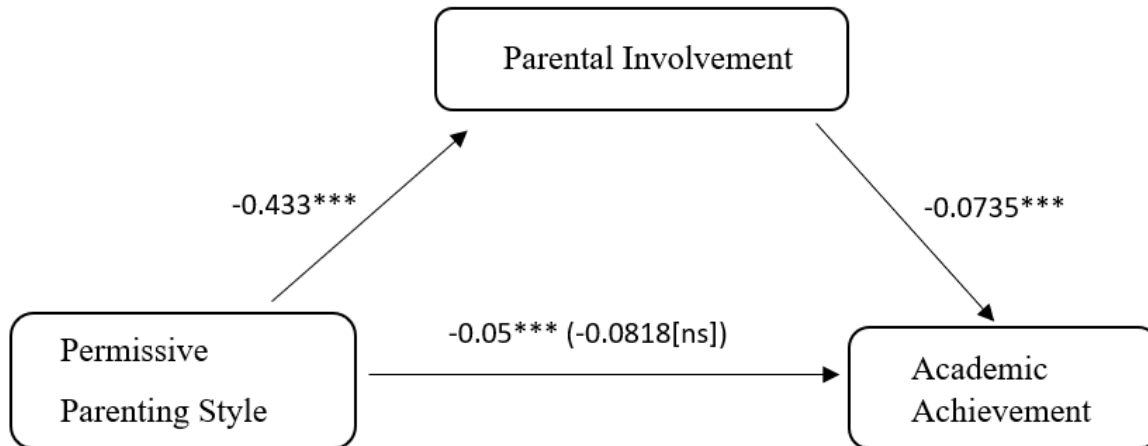 Parental Involvement
-0.433***
-0.0735***
-0.05*** (-0.0818[ns])
Permissive
Parenting Style
Academic
Achievement